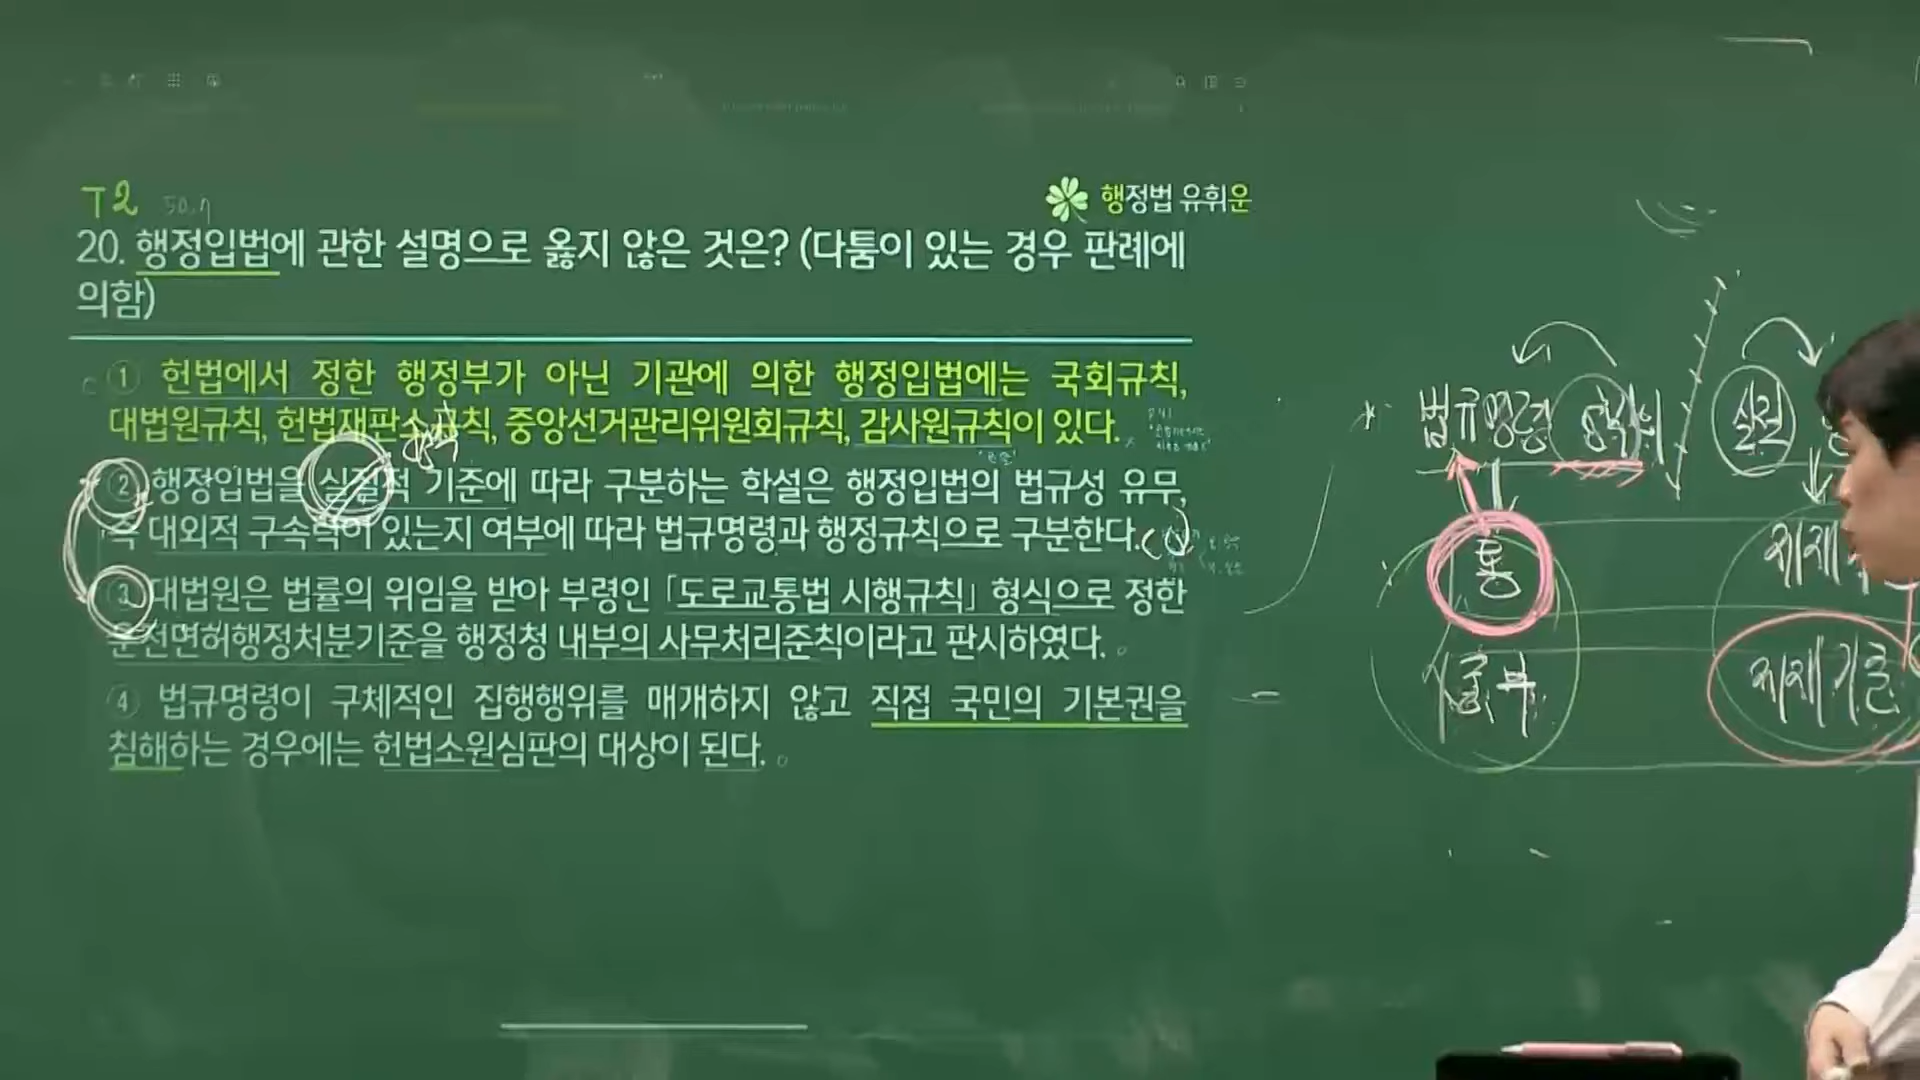 T2
행정법 유휘운
20. 행정입법에 관한 설명으로 옳지 않은 것은? (다툼이 있는 경우 판례에
의함)
① 헌법에서 정한 행정부가 아닌 기관에 의한 행정입법에는 국회규칙,
대법원규칙, 헌법재판소규칙, 중앙선거관리위원회규칙, 감사원규칙이 있다.
② 행정입법을 실질적 기준에 따라 구분하는 학설은 행정입법의 법규성 유무,
즉 대외적 구속력이 있는지 여부에 따라 법규명령과 행정규칙으로 구분한다.
③ 대법원은 법률의 위임을 받아 부령인 「도로교통법 시행규칙」 형식으로 정한
운전면허행정처분기준을 행정청 내부의 사무처리준칙이라고 판시하였다.
④ 법규명령이 구체적인 집행행위를 매개하지 않고 직접 국민의 기본권을
침해하는 경우에는 헌법소원심판의 대상이 된다.
법규명령
통
부
제재
제재기준